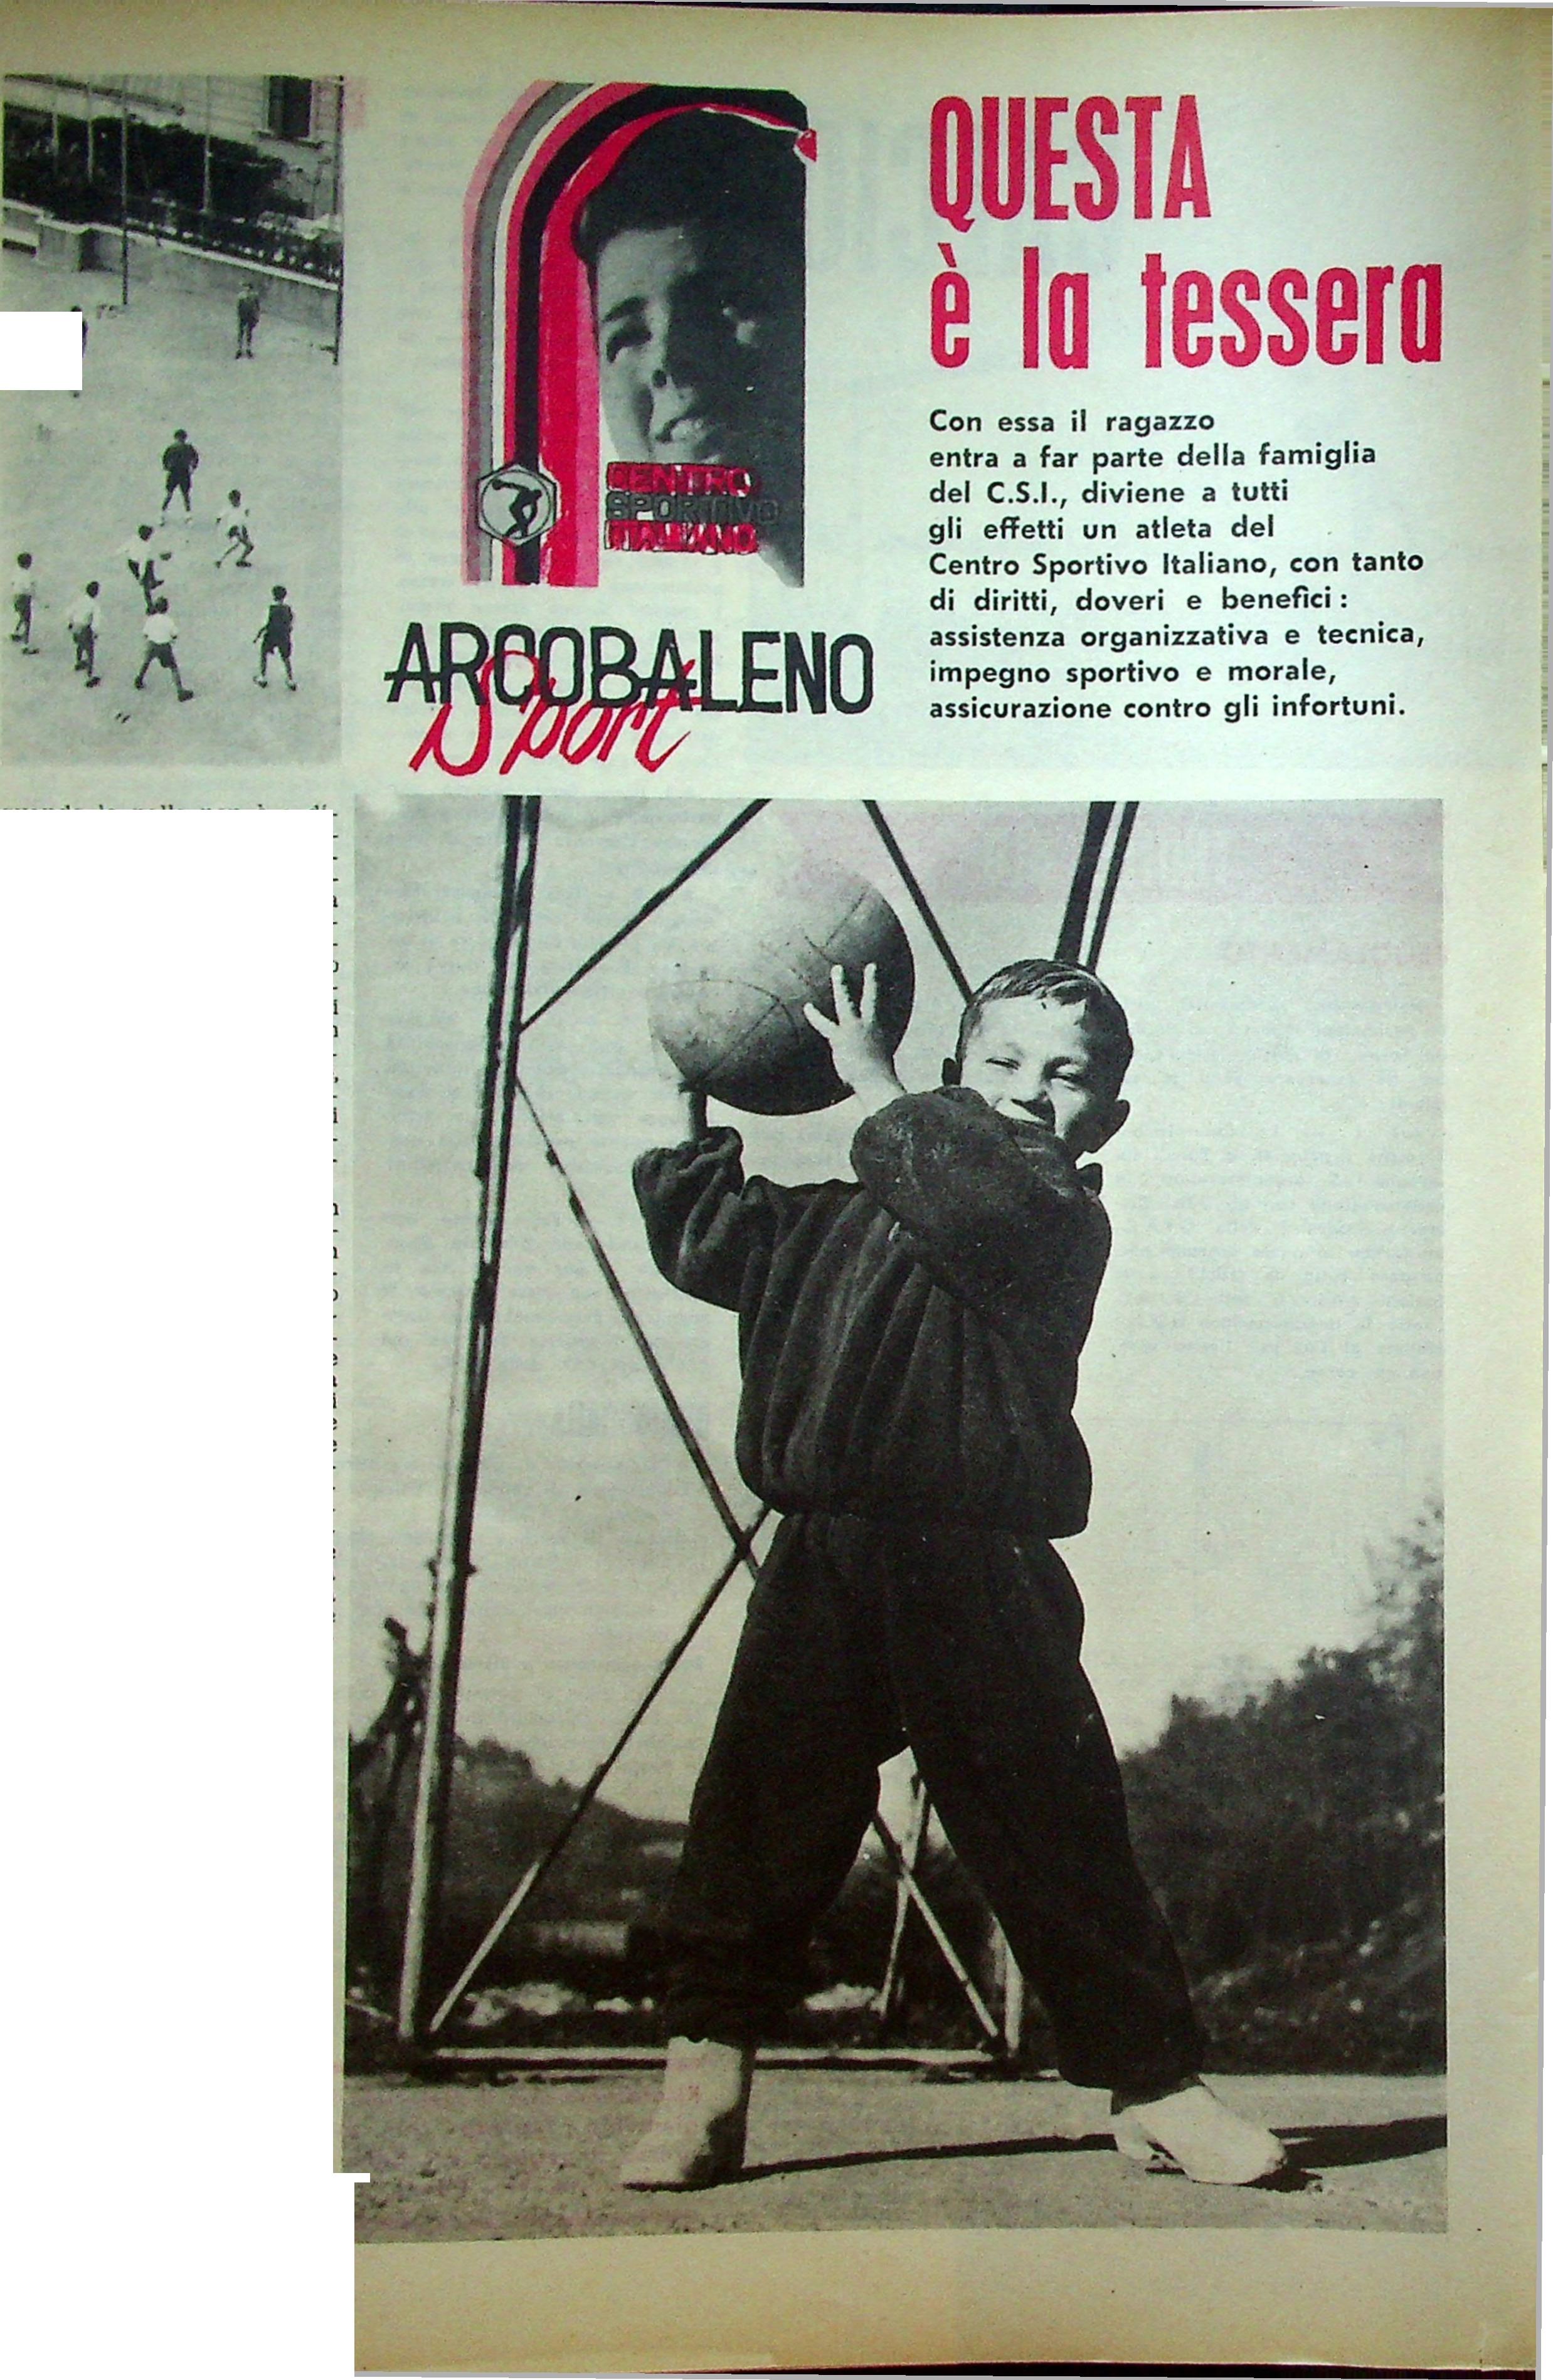 CENTRO
SPORTIVO
ITALIANO
ARCOBALENO
Sport
QUESTA
è la tessera
Con essa il ragazzo
entra a far parte della famiglia
del C.S.I., diviene a tutti
gli effetti un atleta del
Centro Sportivo Italiano, con tanto
di diritti, doveri e benefici :
assistenza organizzativa e tecnica,
impegno sportivo e morale,
assicurazione contro gli infortuni.